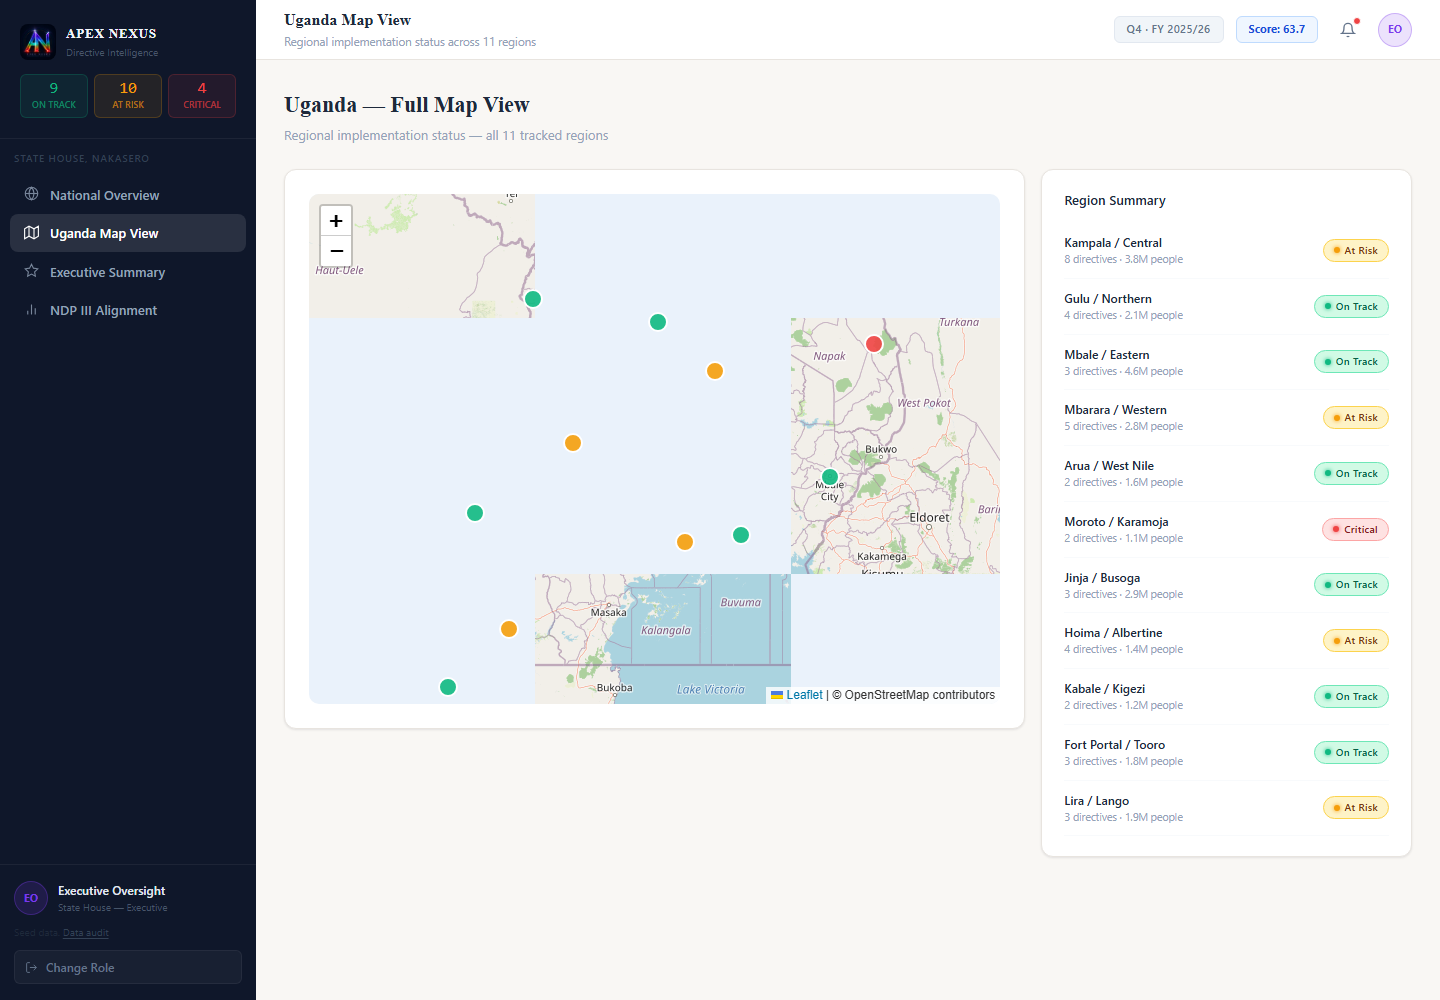 APEX NEXUS
Directive Intelligence
9
ON TRACK
10
AT RISK
4
CRITICAL
STATE HOUSE, NAKASERO
National Overview
Uganda Map View
Executive Summary
NDP III Alignment
EO
Executive Oversight
State House — Executive
Seed data. Data audit
Change Role
Uganda Map View
Regional implementation status across 11 regions
Q4 · FY 2025/26
Score: 63.7
EO
Uganda — Full Map View
Regional implementation status — all 11 tracked regions
+
−
Haut-Uele
Turkana
Napak
West Pokot
Bukwo
Mbale
City
Eldoret
Kakamega
Kisumu
Masaka
Buvuma
Kalangala
Bukoba
Lake Victoria
Leaflet | © OpenStreetMap contributors
Region Summary
Kampala / Central
8 directives · 3.8M people
At Risk
Gulu / Northern
4 directives · 2.1M people
On Track
Mbale / Eastern
3 directives · 4.6M people
On Track
Mbarara / Western
5 directives · 2.8M people
At Risk
Arua / West Nile
2 directives · 1.6M people
On Track
Moroto / Karamoja
2 directives · 1.1M people
Critical
Jinja / Busoga
3 directives · 2.9M people
On Track
Hoima / Albertine
4 directives · 1.4M people
At Risk
Kabale / Kigezi
2 directives · 1.2M people
On Track
Fort Portal / Tooro
3 directives · 1.8M people
On Track
Lira / Lango
3 directives · 1.9M people
At Risk